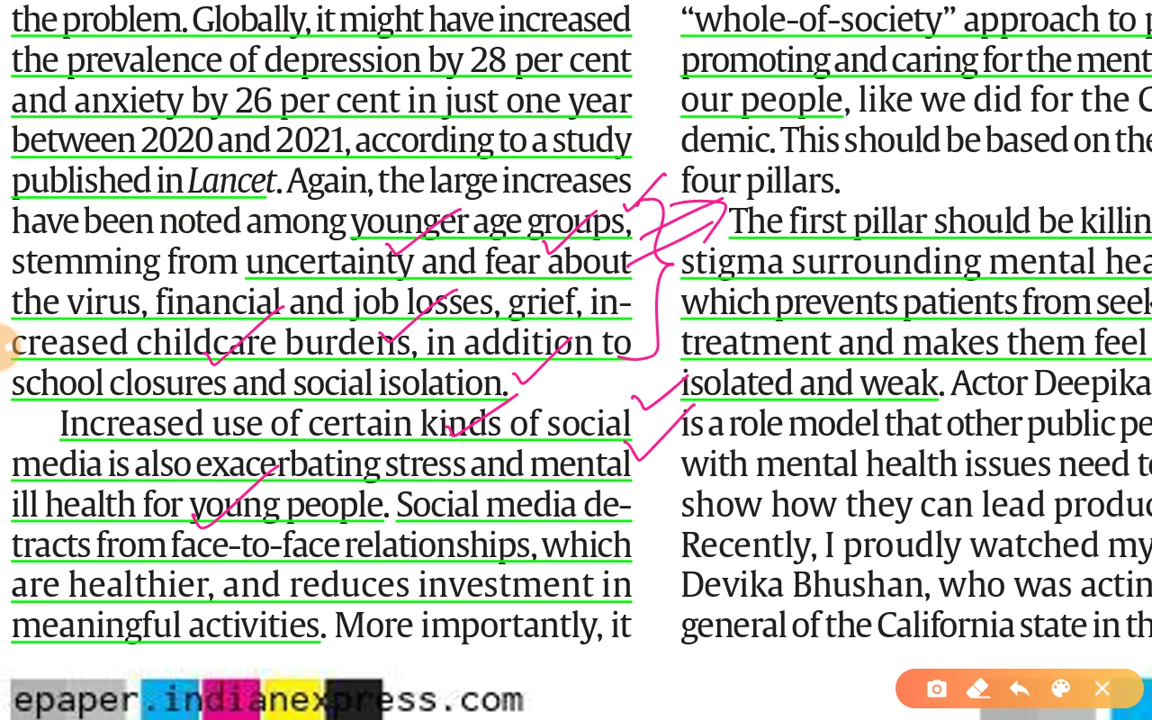 the problem. Globally, it might have increased
the prevalence of depression by 28 per cent
and anxiety by 26 per cent in just one year
between 2020 and 2021, according to a study
published in Lancet. Again, the large increases
have been noted among younger age groups,
stemming from uncertainty and fear about
the virus, financial and job losses, grief, in-
creased childcare burdens, in addition to
school closures and social isolation.
Increased use of certain kinds of social
media is also exacerbating stress and mental
ill health for young people. Social media de-
tracts from face-to-face relationships, which
are healthier, and reduces investment in
meaningful activities. More importantly, it
“whole-of-society” approach to
promoting and caring for the
our people, like we did for the
demic. This should be based on the
four pillars.
The first pillar should be
stigma surrounding mental
which prevents patients from
treatment and makes them feel
isolated and weak. Actor Deepika
is a role model that other public
with mental health issues need
show how they can lead
Recently, I proudly watched my
Devika Bhushan, who was
general of the California state in
epaper.indianexpress.com